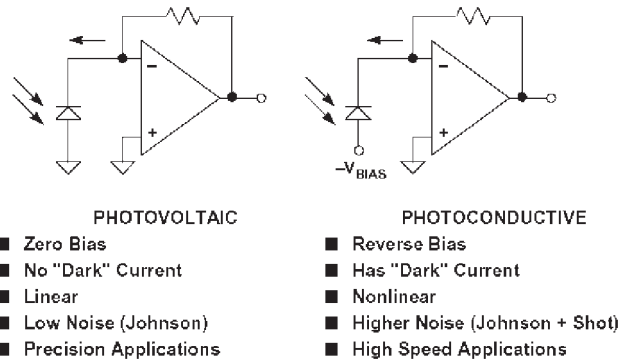 −
+
−
+
−VBIAS
PHOTOVOLTAIC
■ Zero Bias
■ No "Dark" Current
■ Linear
■ Low Noise (Johnson)
■ Precision Applications
PHOTOCONDUCTIVE
■ Reverse Bias
■ Has "Dark" Current
■ Nonlinear
■ Higher Noise (Johnson + Shot)
■ High Speed Applications